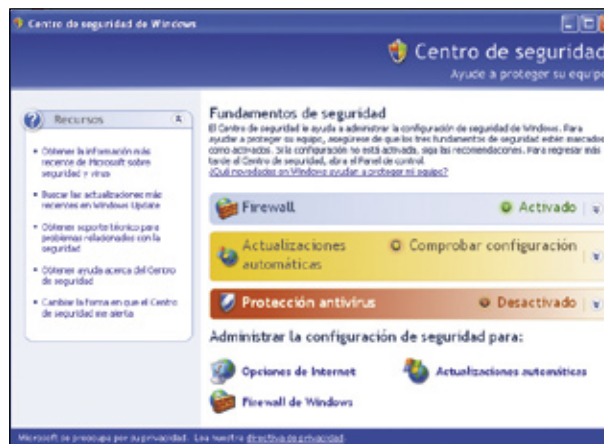 Centro de seguridad de Windows
Centro de seguridad
Ayude a proteger su equipo
Recursos
Obtener la información más
reciente de Microsoft sobre
seguridad y virus
Buscar las actualizaciones más
recientes en Windows Update
Obtener soporte técnico para
problemas relacionados con la
seguridad
Obtener ayuda acerca del Centro
de seguridad
Cambiar la forma en que el Centro
de seguridad me alerta
Fundamentos de seguridad
El Centro de seguridad le ayuda a administrar la configuración de seguridad de Windows. Para
ayudar a proteger su equipo, asegúrese de que los tres fundamentos de seguridad estén marcados
como activados. Si la configuración no está activada, siga las recomendaciones. Para regresar más
tarde al Centro de seguridad, abra el Panel de control.
¿Qué novedades en Windows ayudan a proteger mi equipo?
Firewall
Activado
Actualizaciones
automáticas
Comprobar configuración
Protección antivirus
Desactivado
Administrar la configuración de seguridad para:
Opciones de Internet
Actualizaciones automáticas
Firewall de Windows
Microsoft se preocupa por su privacidad. Lea nuestra directiva de privacidad.